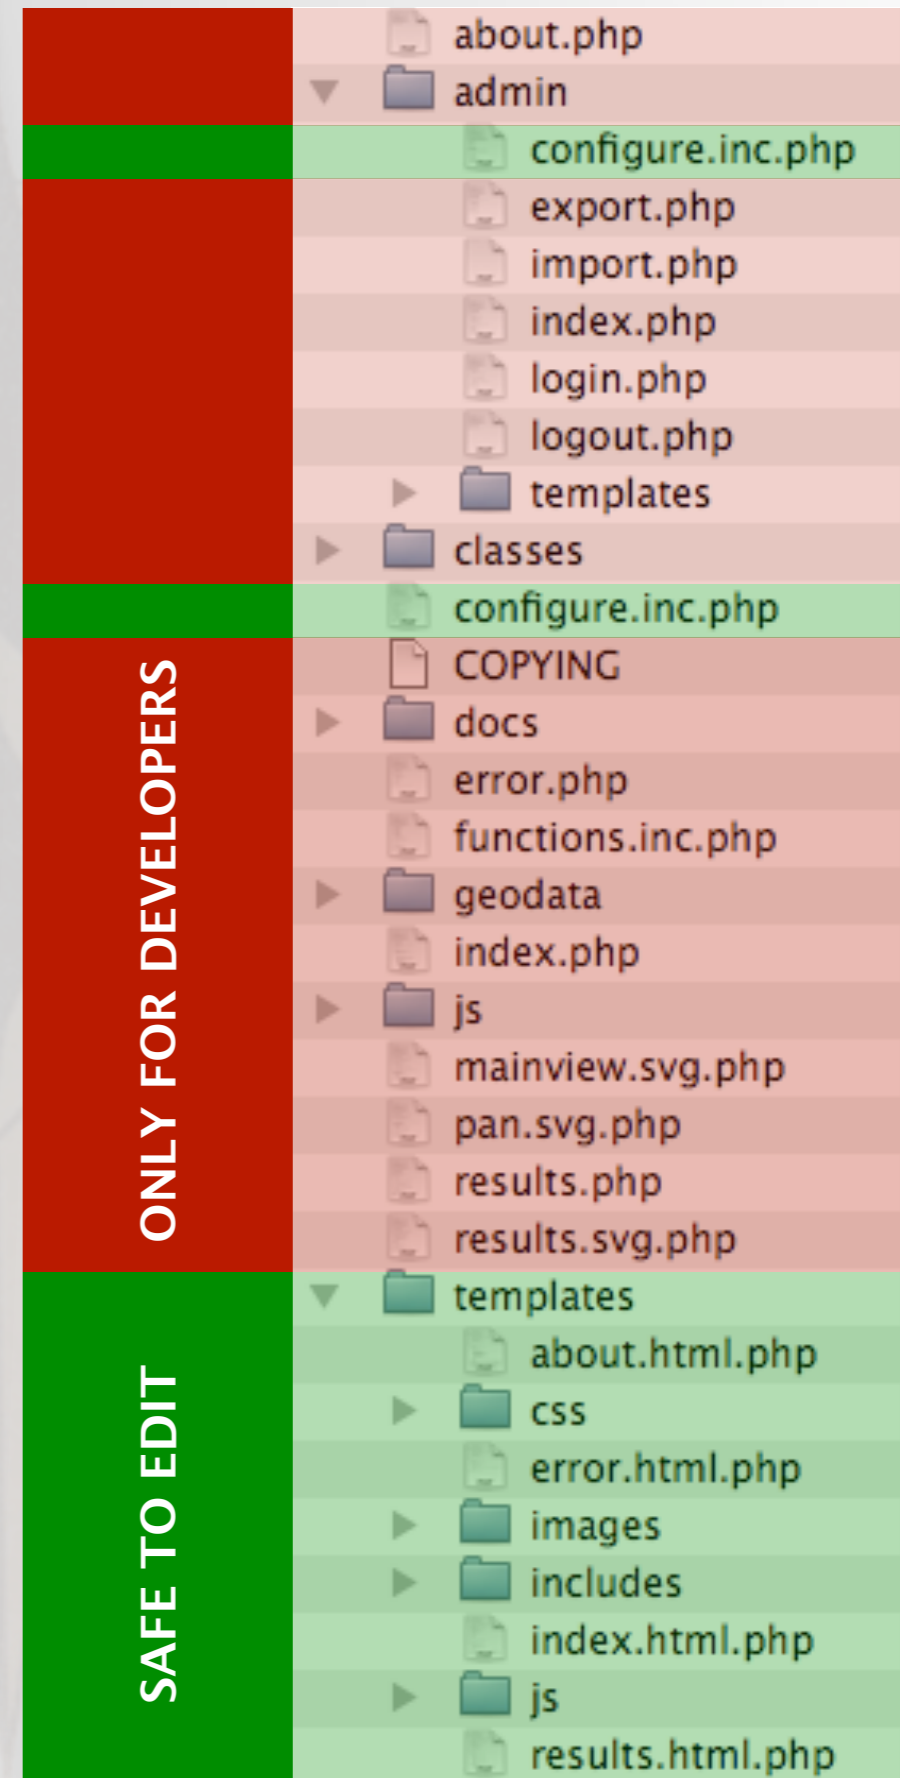 about.php
admin
configure.inc.php
export.php
import.php
index.php
login.php
logout.php
templates
classes
configure.inc.php
COPYING
docs
error.php
functions.inc.php
geodata
index.php
js
mainview.svg.php
pan.svg.php
results.php
results.svg.php
ONLY FOR DEVELOPERS
templates
about.html.php
css
error.html.php
images
includes
index.html.php
js
results.html.php
SAFE TO EDIT